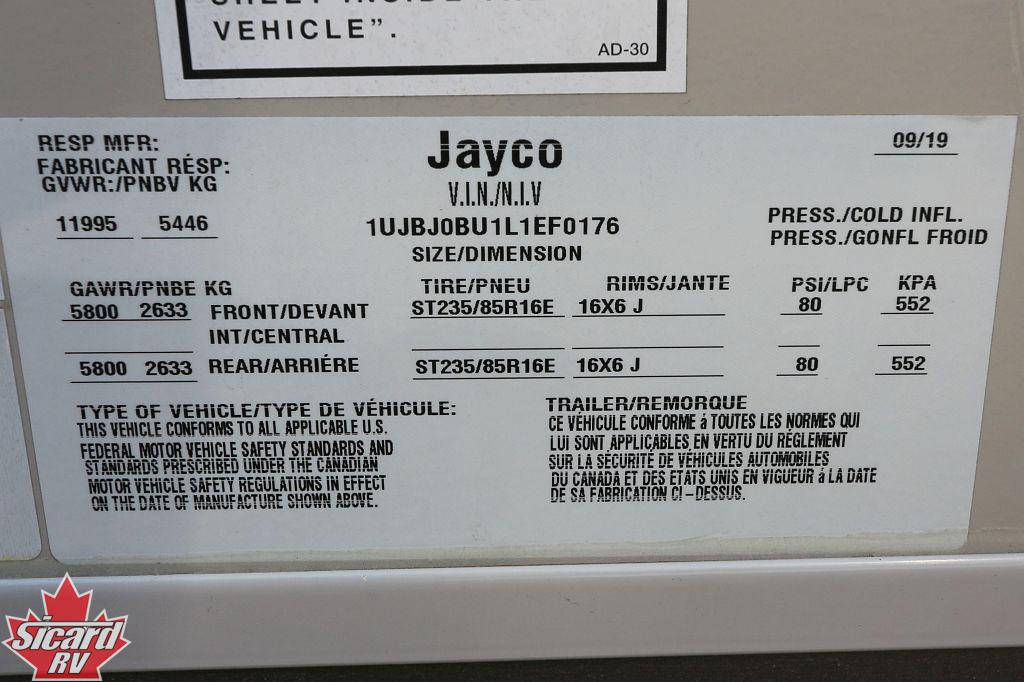 VEHICLE”.
AD-30
RESP MFR:
FABRICANT RÉSP:
GVWR:/PNBV KG
11995 5446
Jayco
V.I.N./N.I.V
1UJBJ0BU1L1EF0176
SIZE/DIMENSION
09/19
PRESS./COLD INFL.
PRESS./GONFL FROID
GAWR/PNBE KG TIRE/PNEU RIMS/JANTE PSI/LPC KPA
5800 2633 FRONT/DEVANT ST235/85R16E 16X6 J 80 552
INT/CENTRAL
5800 2633 REAR/ARRIÉRE ST235/85R16E 16X6 J 80 552
TYPE OF VEHICLE/TYPE DE VÉHICULE:
THIS VEHICLE CONFORMS TO ALL APPLICABLE U.S.
FEDERAL MOTOR VEHICLE SAFETY STANDARDS AND
STANDARDS PRESCRIBED UNDER THE CANADIAN
MOTOR VEHICLE SAFETY REGULATIONS IN EFFECT
ON THE DATE OF MANUFACTURE SHOWN ABOVE.
TRAILER/REMORQUE
CE VÉHICULE CONFORME à TOUTES LES NORMES QUI
LUI SONT APPLICABLES EN VERTU DU RÉGLEMENT
SUR LA SÉCURITÉ DE VÉHICULES AUTOMOBILES
DU CANADA ET DES ETATS UNIS EN VIGUEUR à LA DATE
DE SA FABRICATION CI-DESSUS.
Sicard
RV